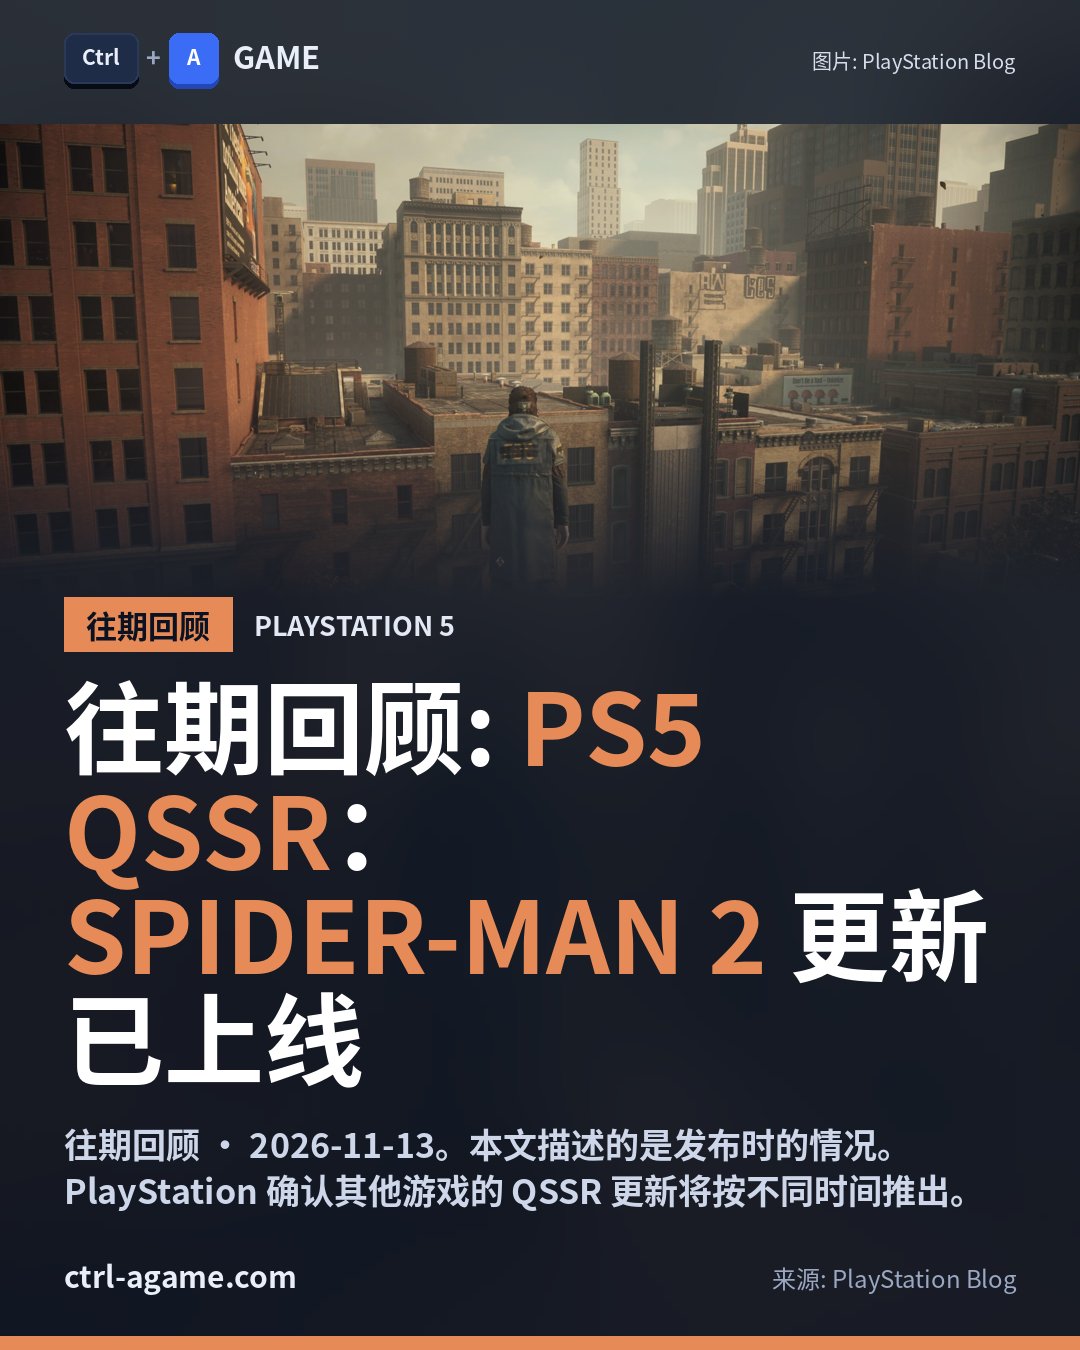 Ctrl + A GAME
图片: PlayStation Blog
往期回顾 PLAYSTATION 5
往期回顾: PS5
QSSR：
SPIDER-MAN 2 更新
已上线
往期回顾 · 2026-11-13。本文描述的是发布时的情况。
PlayStation 确认其他游戏的 QSSR 更新将按不同时间推出。
ctrl-agame.com
来源: PlayStation Blog